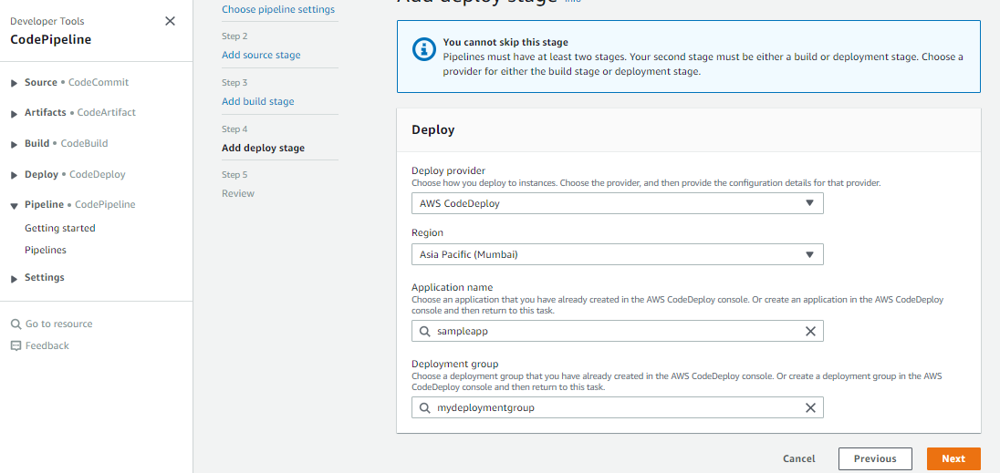 Developer Tools
CodePipeline
Source • CodeCommit
Artifacts • CodeArtifact
Build • CodeBuild
Deploy • CodeDeploy
Pipeline • CodePipeline
Getting started
Pipelines
Settings
Go to resource
Feedback
Choose pipeline settings
Step 2
Add source stage
Step 3
Add build stage
Step 4
Add deploy stage
Step 5
Review
Add deploy stage Info
You cannot skip this stage
Pipelines must have at least two stages. Your second stage must be either a build or deployment stage. Choose a
provider for either the build stage or deployment stage.
Deploy
Deploy provider
Choose how you deploy to instances. Choose the provider, and then provide the configuration details for that provider.
AWS CodeDeploy
Region
Asia Pacific (Mumbai)
Application name
Choose an application that you have already created in the AWS CodeDeploy console. Or create an application in the AWS CodeDeploy
console and then return to this task.
sampleapp
Deployment group
Choose a deployment group that you have already created in the AWS CodeDeploy console. Or create a deployment group in the AWS
CodeDeploy console and then return to this task.
mydeploymentgroup
Cancel
Previous
Next